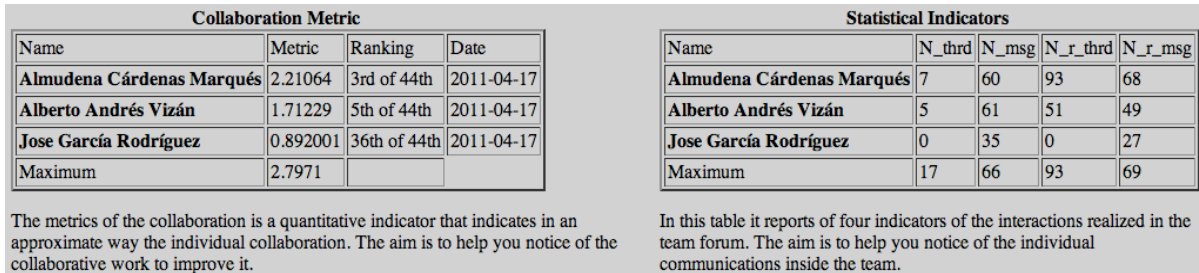 Collaboration Metric
Name Metric Ranking Date
Almudena Cárdenas Marqués 2.21064 3rd of 44th 2011-04-17
Alberto Andrés Vizán 1.71229 5th of 44th 2011-04-17
Jose García Rodríguez 0.892001 36th of 44th 2011-04-17
Maximum 2.7971
The metrics of the collaboration is a quantitative indicator that indicates in an
approximate way the individual collaboration. The aim is to help you notice of the
collaborative work to improve it.
Statistical Indicators
Name N_thrd N_msg N_r_thrd N_r_msg
Almudena Cárdenas Marqués 7 60 93 68
Alberto Andrés Vizán 5 61 51 49
Jose García Rodríguez 0 35 0 27
Maximum 17 66 93 69
In this table it reports of four indicators of the interactions realized in the
team forum. The aim is to help you notice of the individual
communications inside the team.